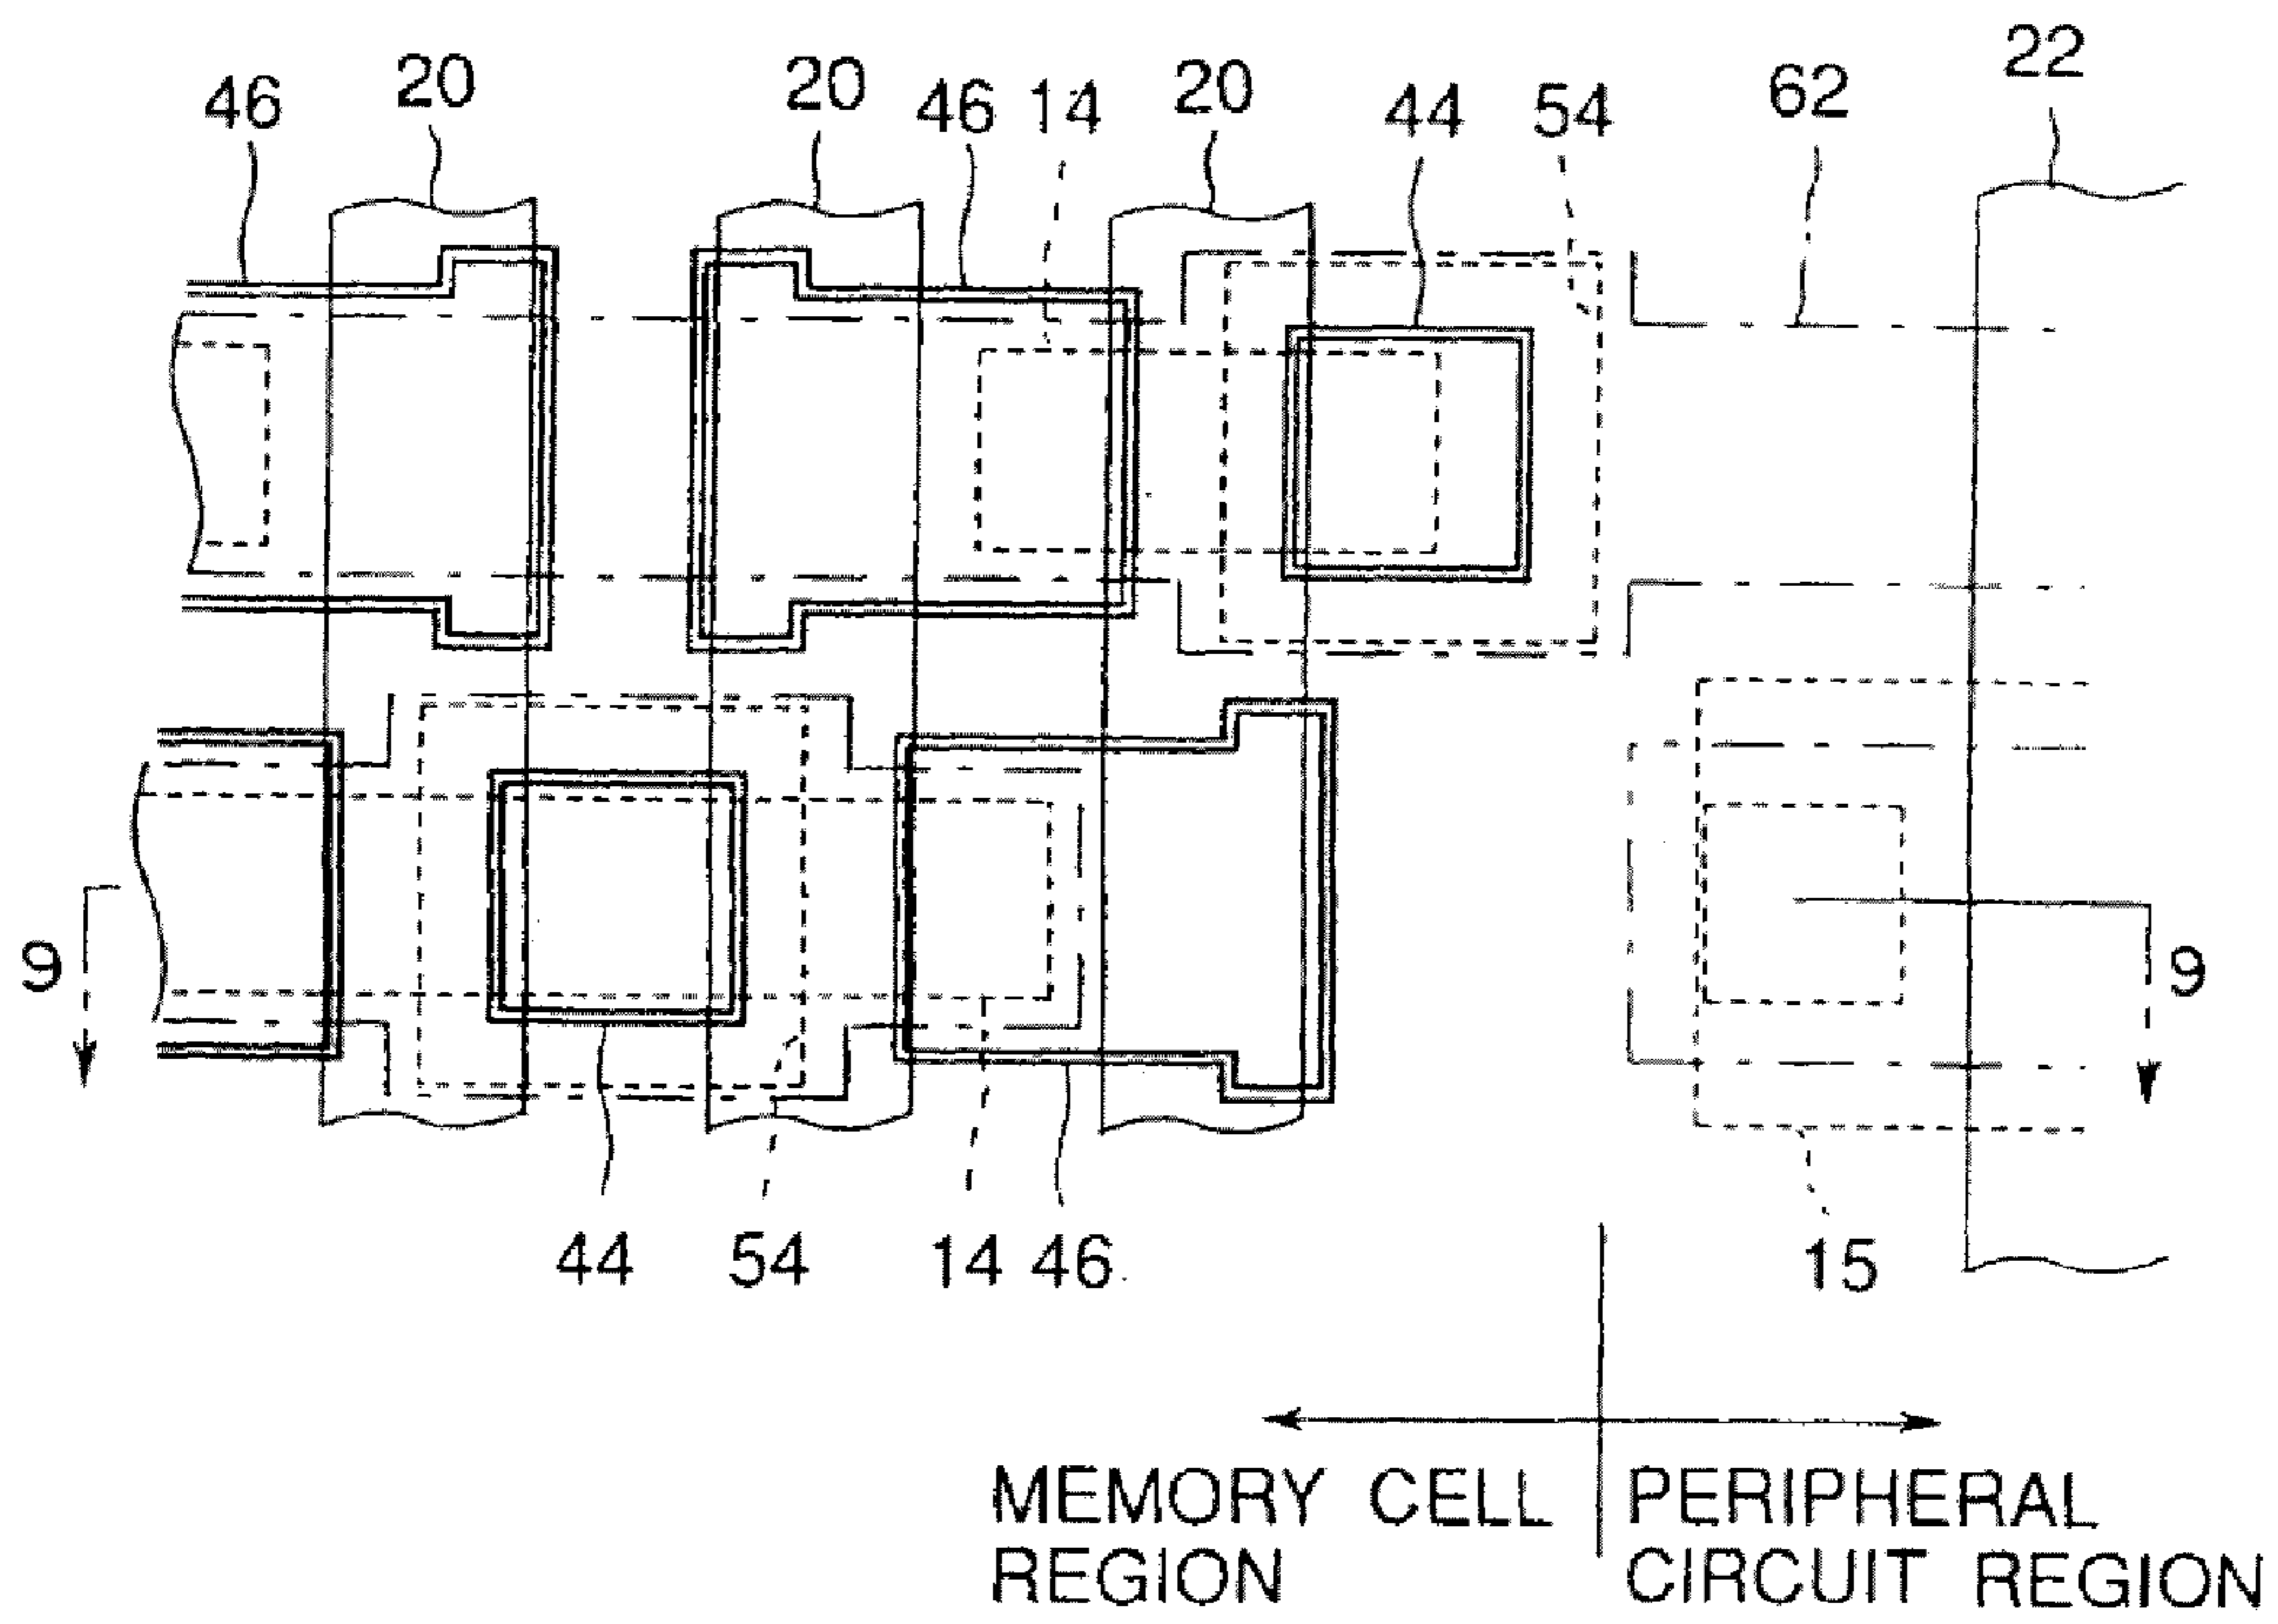 46 20 20 46 14 20 44 54 62 22
9 9
44 54 14 46 15
MEMORY CELL PERIPHERAL
REGION CIRCUIT REGION